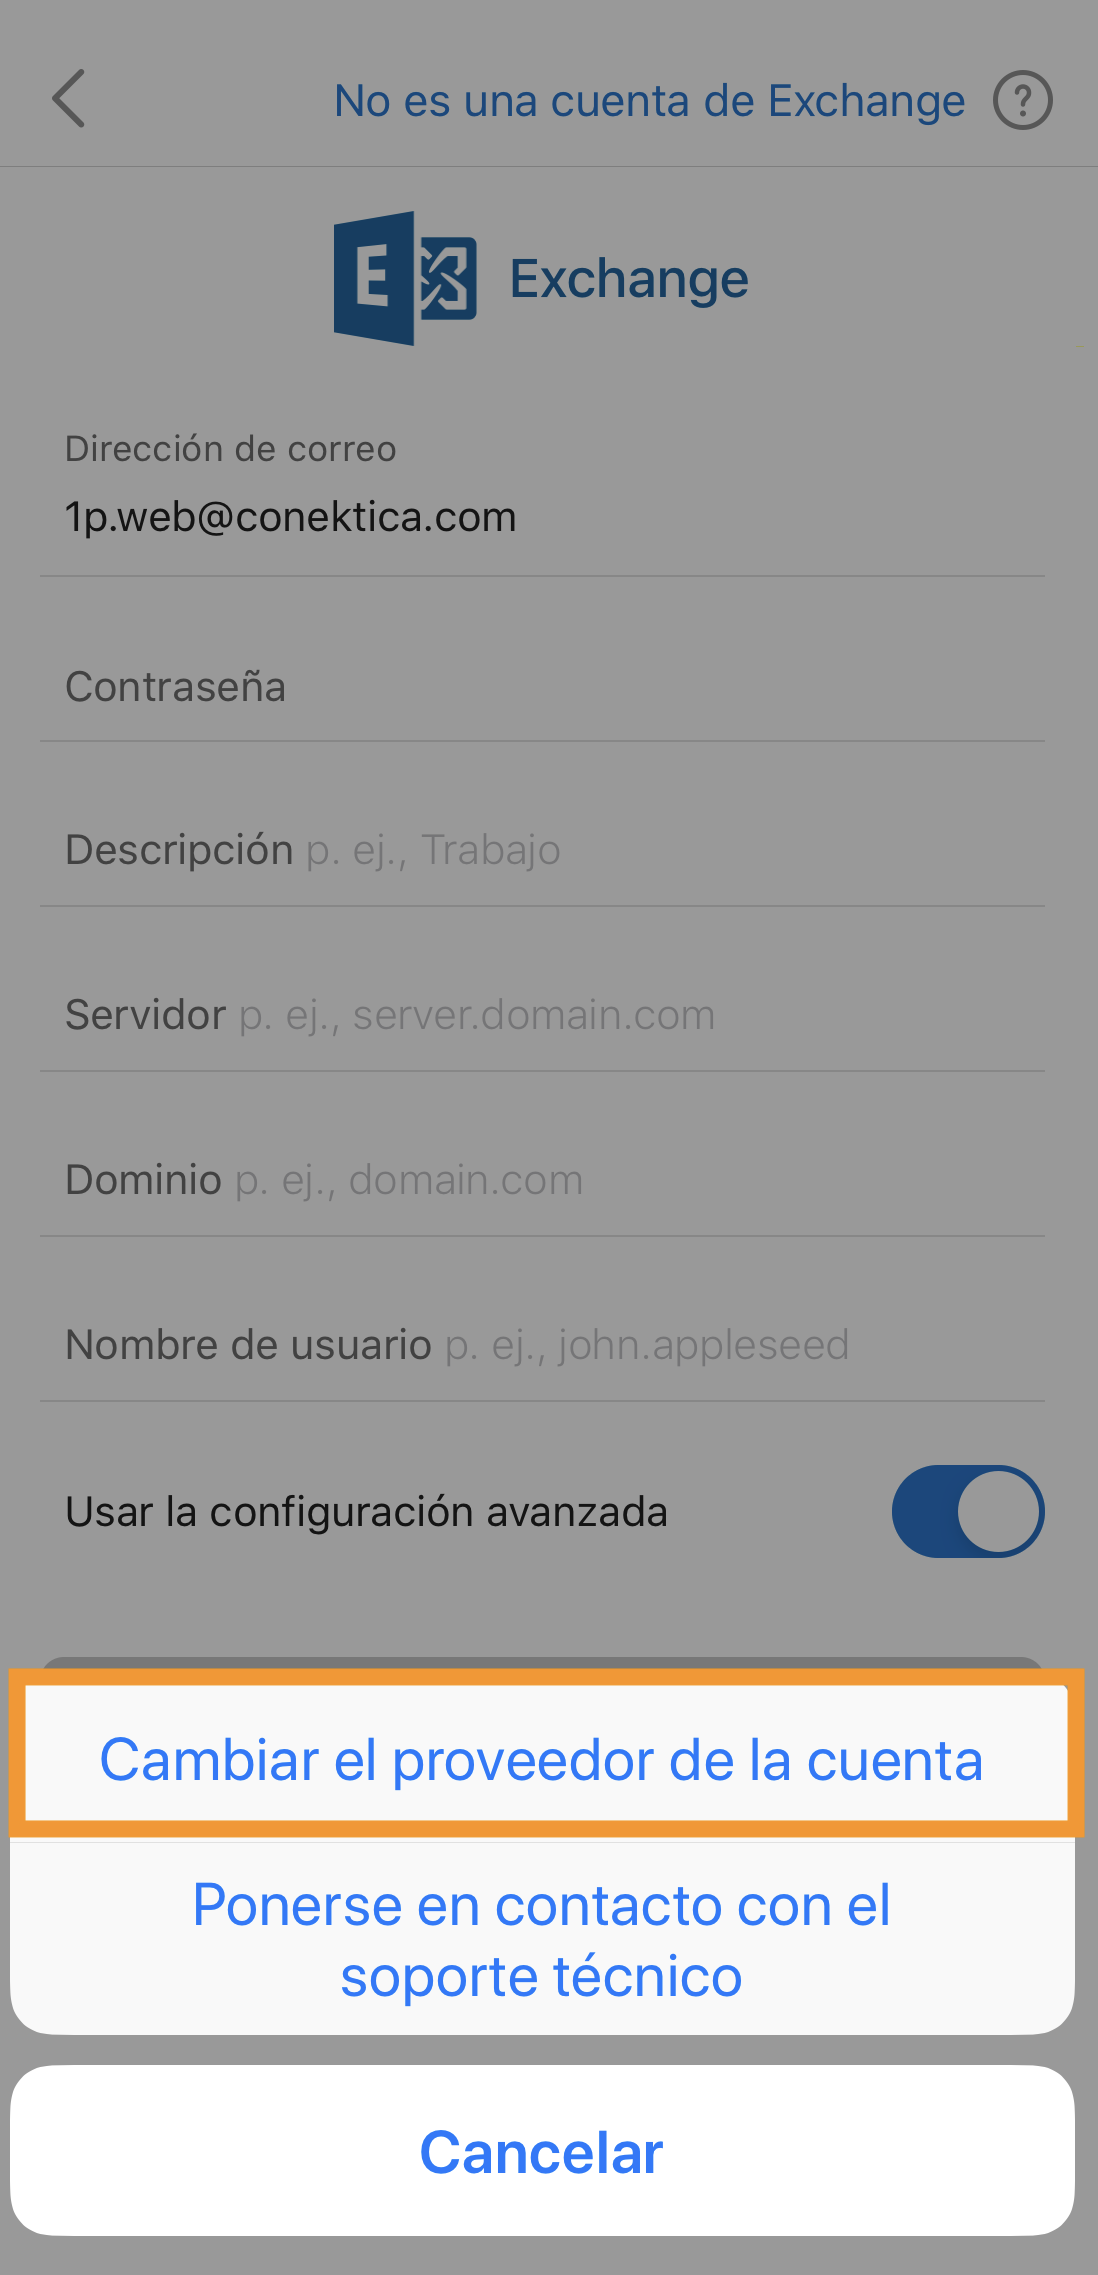 No es una cuenta de Exchange ?
E Exchange
Dirección de correo
1p.web@conektica.com
Contraseña
Descripción p. ej., Trabajo
Servidor p. ej., server.domain.com
Dominio p. ej., domain.com
Nombre de usuario p. ej., john.appleseed
Usar la configuración avanzada
Cambiar el proveedor de la cuenta
Ponerse en contacto con el
soporte técnico
Cancelar